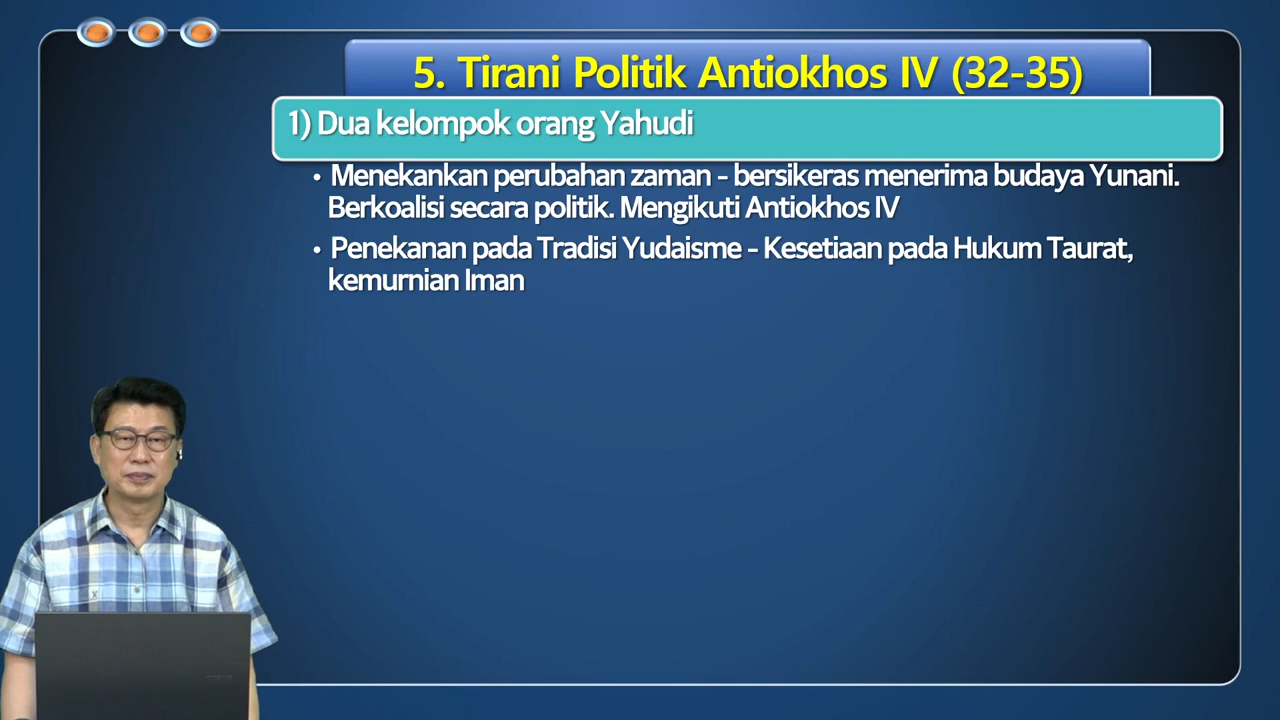 5. Tirani Politik Antiokhos IV (32-35)
1) Dua kelompok orang Yahudi
• Menekankan perubahan zaman - bersikeras menerima budaya Yunani.
Berkoalisi secara politik. Mengikuti Antiokhos IV
• Penekanan pada Tradisi Yudaisme - Kesetiaan pada Hukum Taurat,
kemurnian Iman